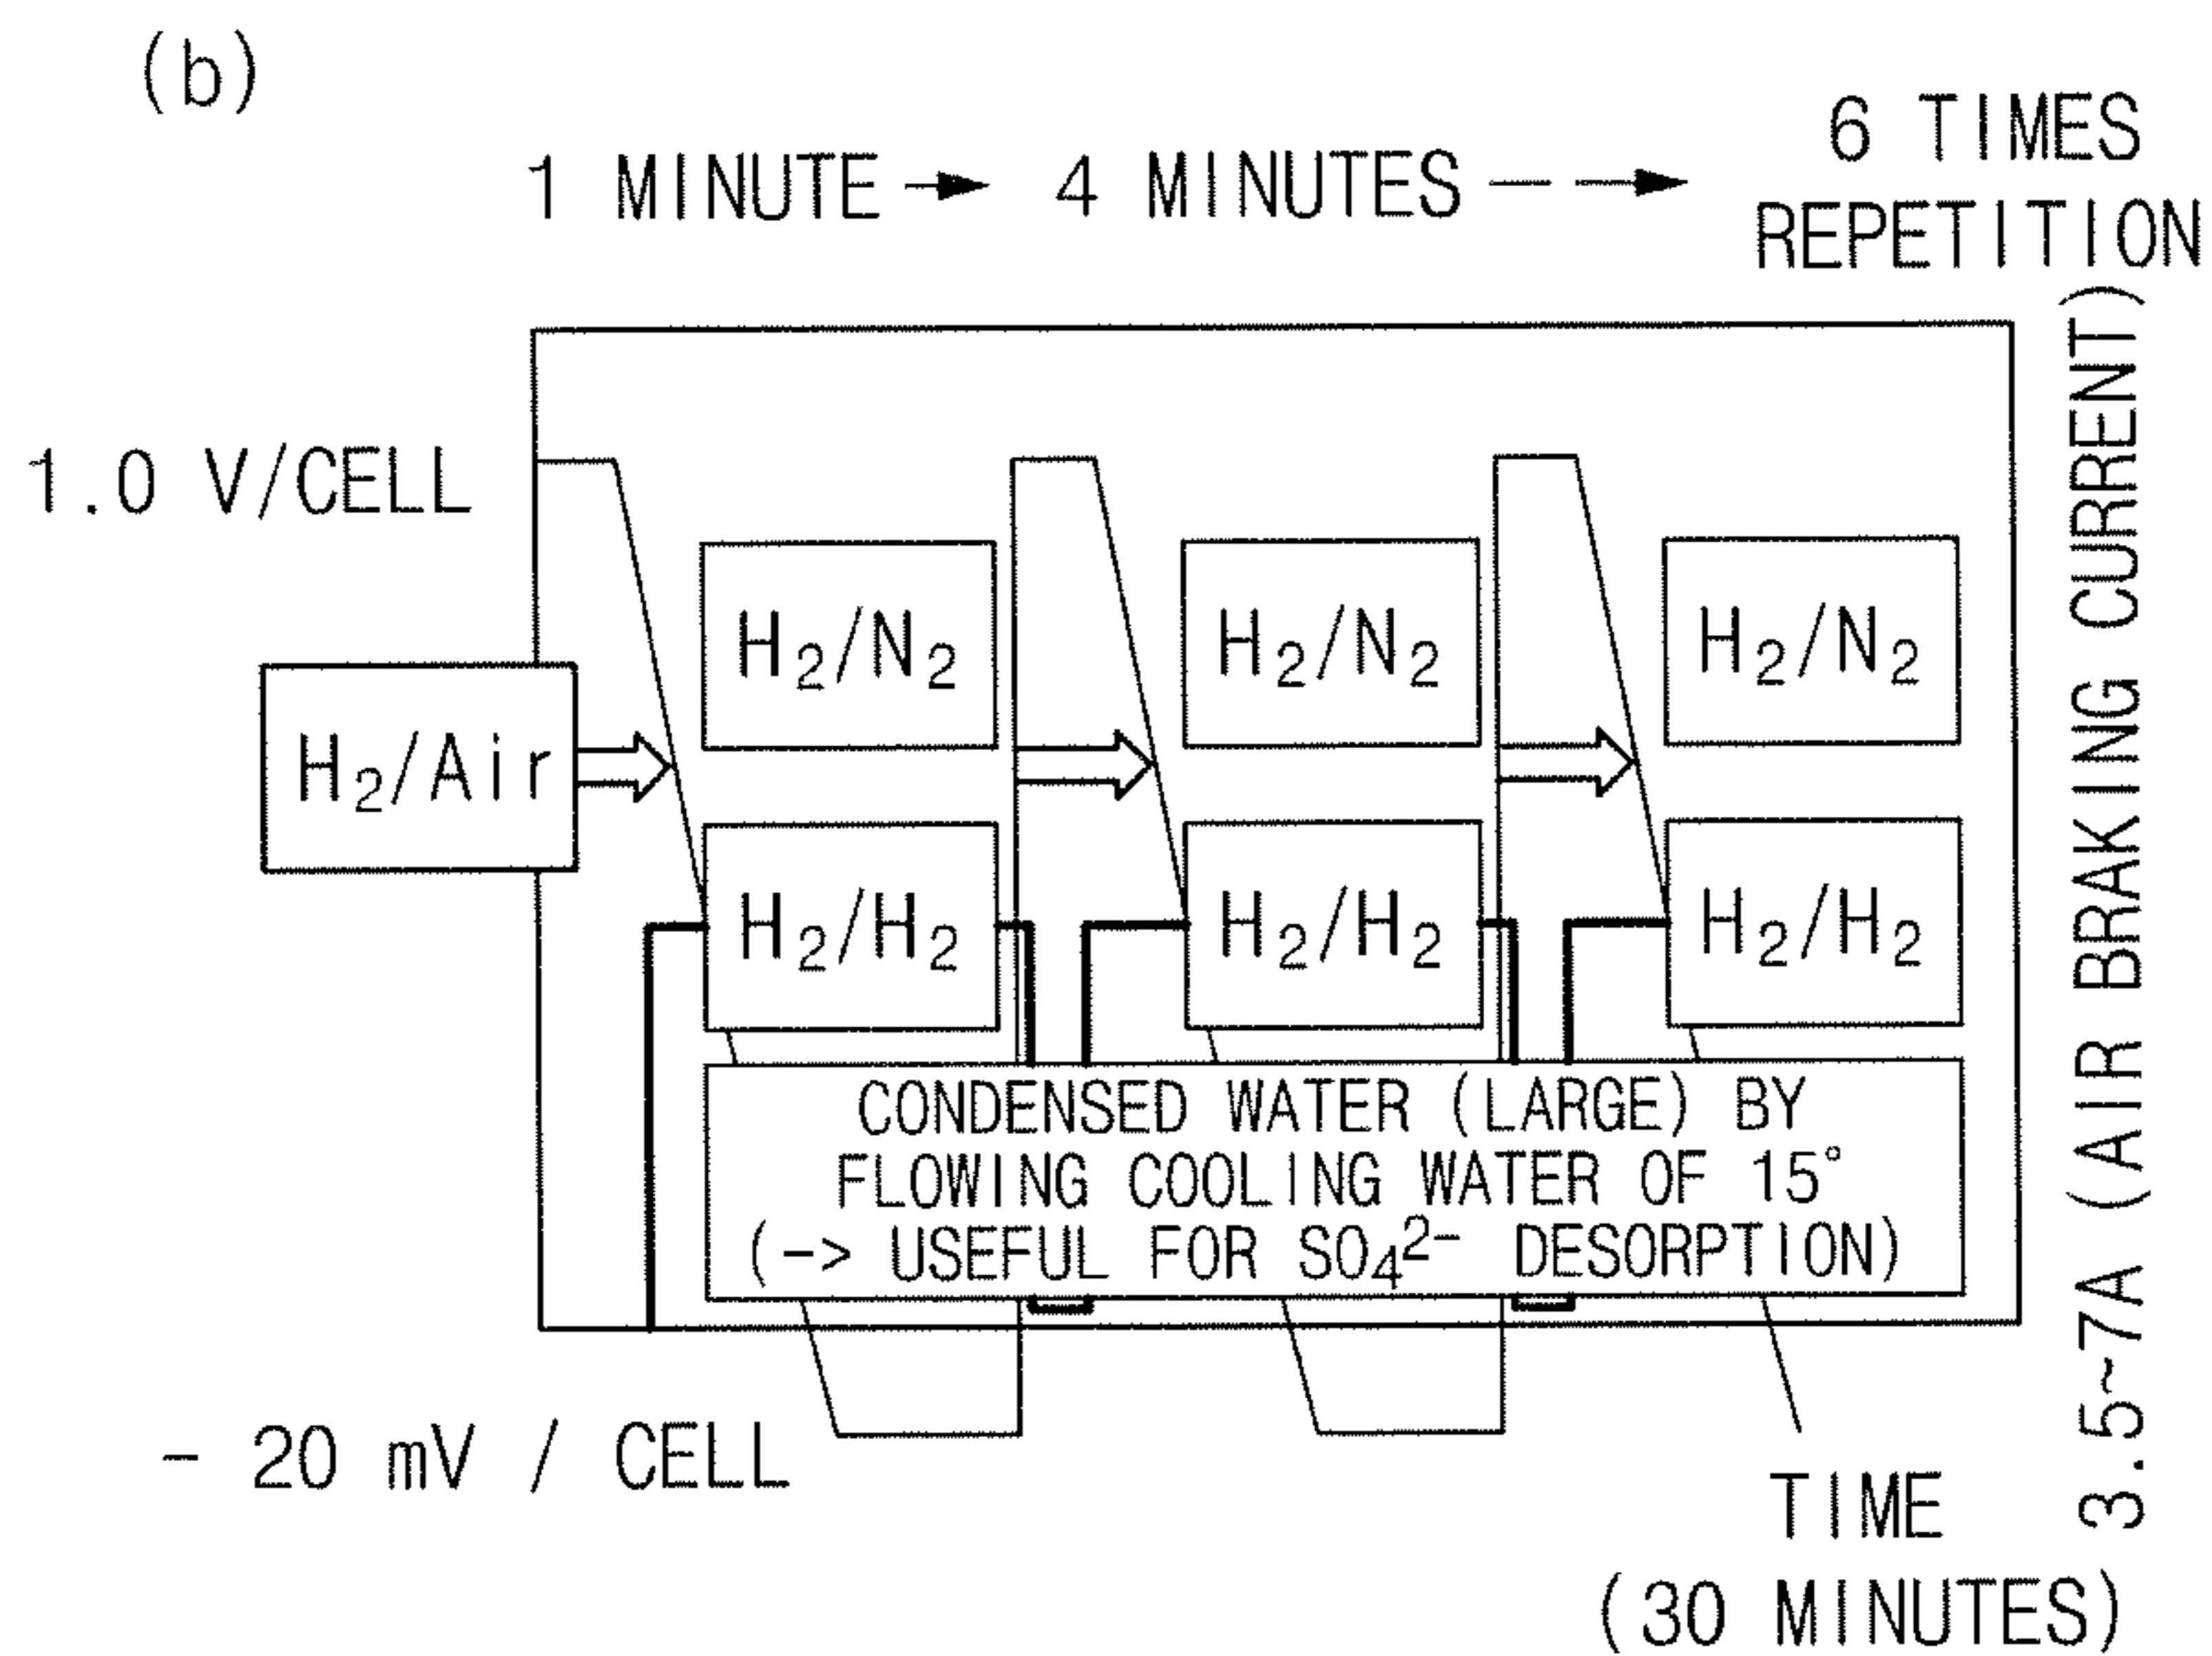 (b)
6 TIMES
1 MINUTE → 4 MINUTES --→
REPETITION
1.0 V/CELL
H₂/N₂
H₂/N₂
H₂/N₂
H₂/Air
H₂/H₂
H₂/H₂
H₂/H₂
CONDENSED WATER (LARGE) BY
FLOWING COOLING WATER OF 15°
(-> USEFUL FOR SO₄²⁻ DESORPTION)
- 20 mV / CELL
TIME
(30 MINUTES)
3.5~7A (AIR BRAKING CURRENT)